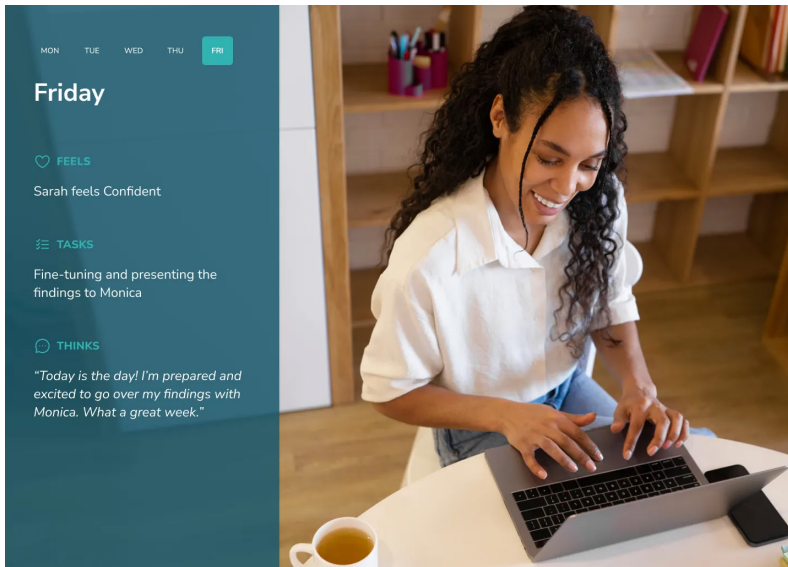 MON TUE WED THU FRI
Friday
FEELS
Sarah feels Confident
TASKS
Fine-tuning and presenting the
findings to Monica
THINKS
“Today is the day! I’m prepared and
excited to go over my findings with
Monica. What a great week.”